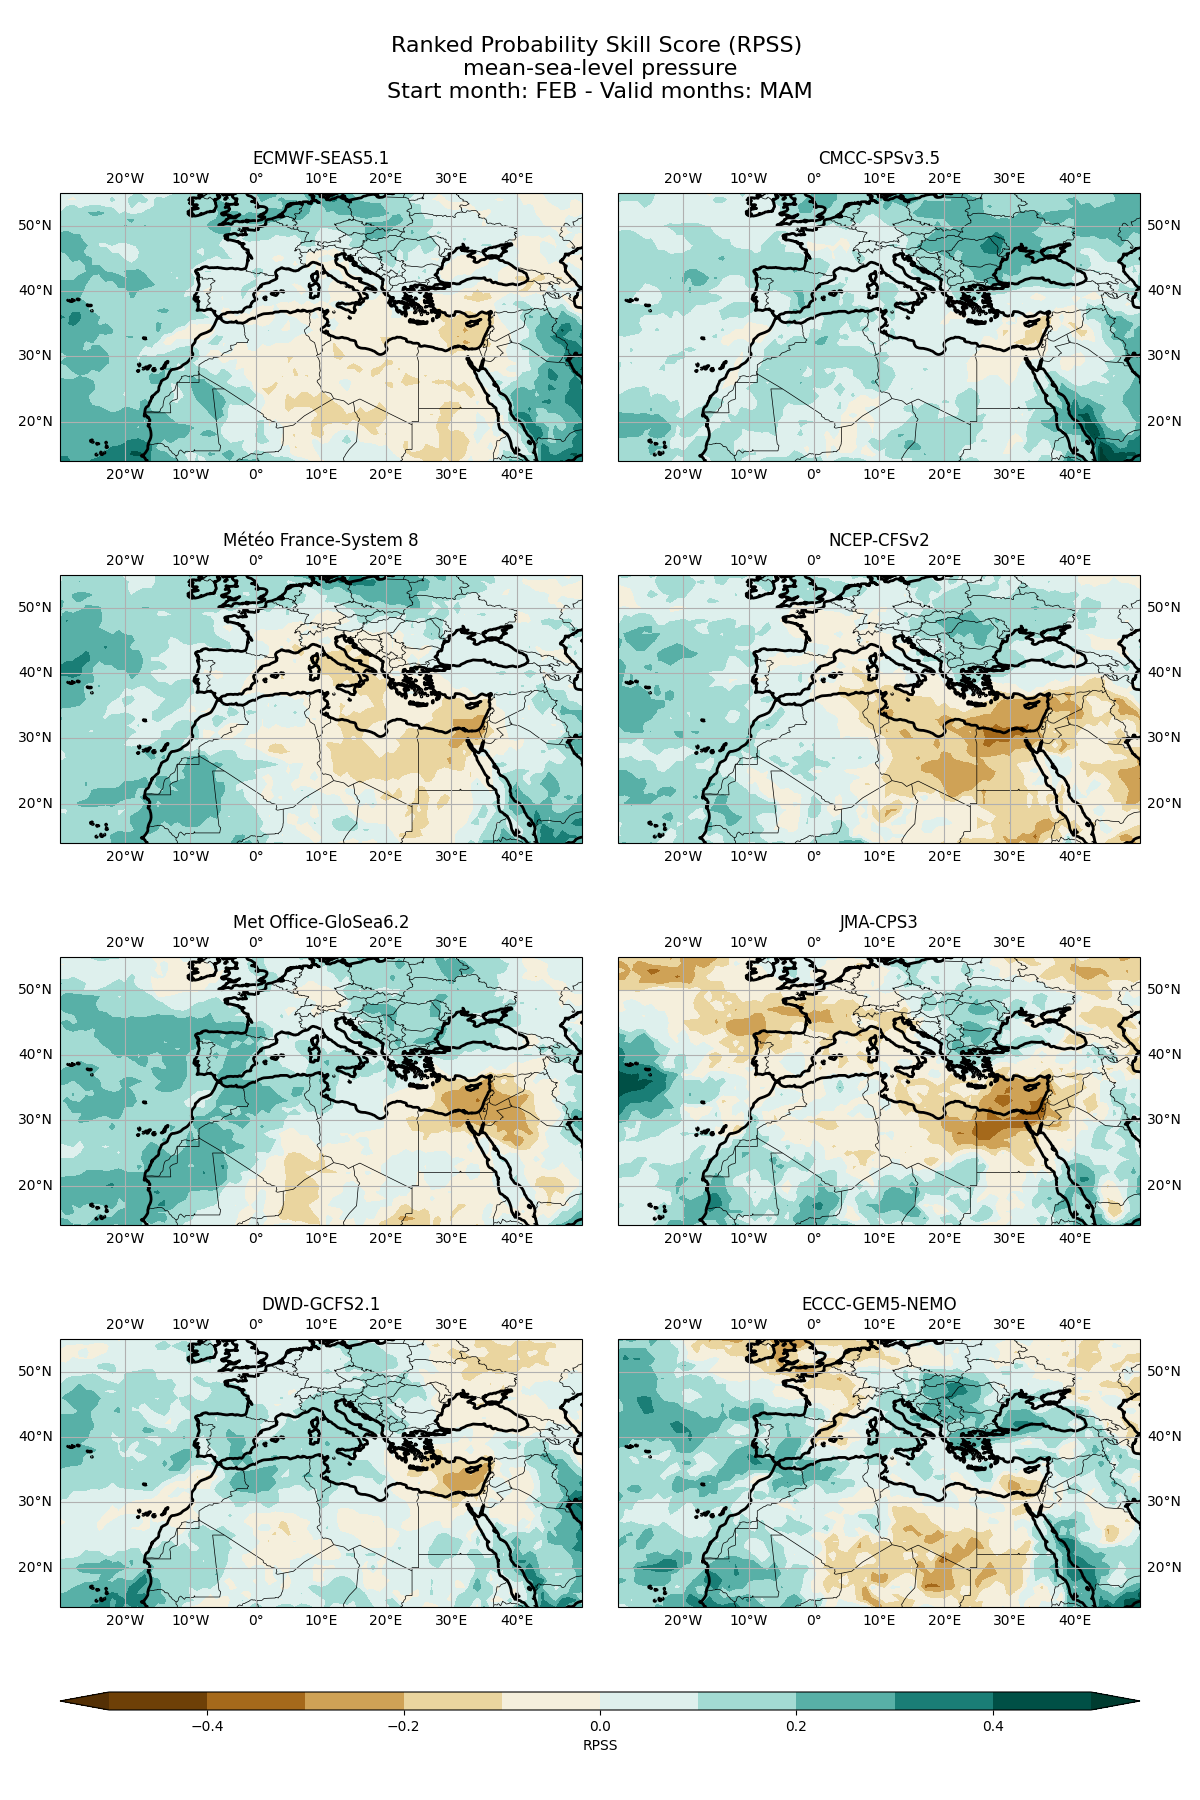 Ranked Probability Skill Score (RPSS)
mean-sea-level pressure
Start month: FEB - Valid months: MAM
ECMWF-SEAS5.1
20°W 10°W 0° 10°E 20°E 30°E 40°E
50°N
40°N
30°N
20°N
20°W 10°W 0° 10°E 20°E 30°E 40°E
CMCC-SPSv3.5
20°W 10°W 0° 10°E 20°E 30°E 40°E
50°N
40°N
30°N
20°N
20°W 10°W 0° 10°E 20°E 30°E 40°E
Météo France-System 8
20°W 10°W 0° 10°E 20°E 30°E 40°E
50°N
40°N
30°N
20°N
20°W 10°W 0° 10°E 20°E 30°E 40°E
NCEP-CFSv2
20°W 10°W 0° 10°E 20°E 30°E 40°E
50°N
40°N
30°N
20°N
20°W 10°W 0° 10°E 20°E 30°E 40°E
Met Office-GloSea6.2
20°W 10°W 0° 10°E 20°E 30°E 40°E
50°N
40°N
30°N
20°N
20°W 10°W 0° 10°E 20°E 30°E 40°E
JMA-CPS3
20°W 10°W 0° 10°E 20°E 30°E 40°E
50°N
40°N
30°N
20°N
20°W 10°W 0° 10°E 20°E 30°E 40°E
DWD-GCFS2.1
20°W 10°W 0° 10°E 20°E 30°E 40°E
50°N
40°N
30°N
20°N
20°W 10°W 0° 10°E 20°E 30°E 40°E
ECCC-GEM5-NEMO
20°W 10°W 0° 10°E 20°E 30°E 40°E
50°N
40°N
30°N
20°N
20°W 10°W 0° 10°E 20°E 30°E 40°E
−0.4 −0.2 0.0 0.2 0.4
RPSS